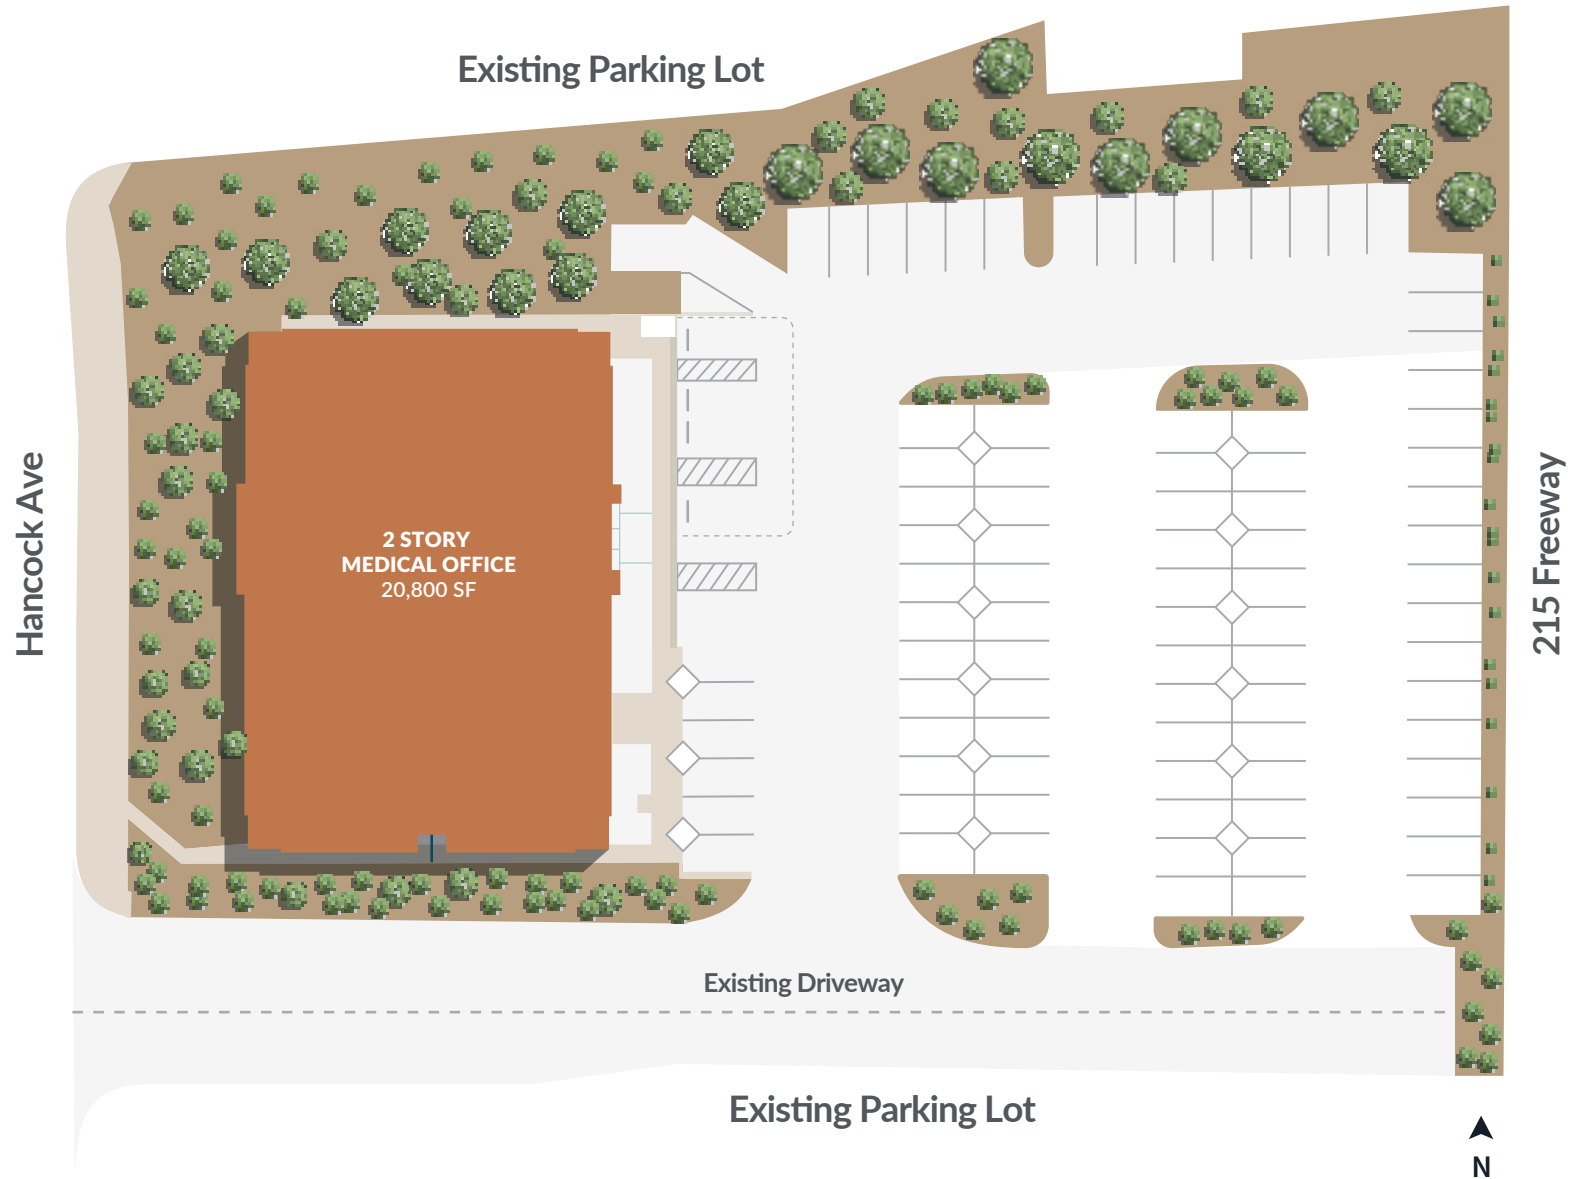 Existing Parking Lot
Hancock Ave
2 STORY
MEDICAL OFFICE
20,800 SF
215 Freeway
Existing Driveway
Existing Parking Lot
N